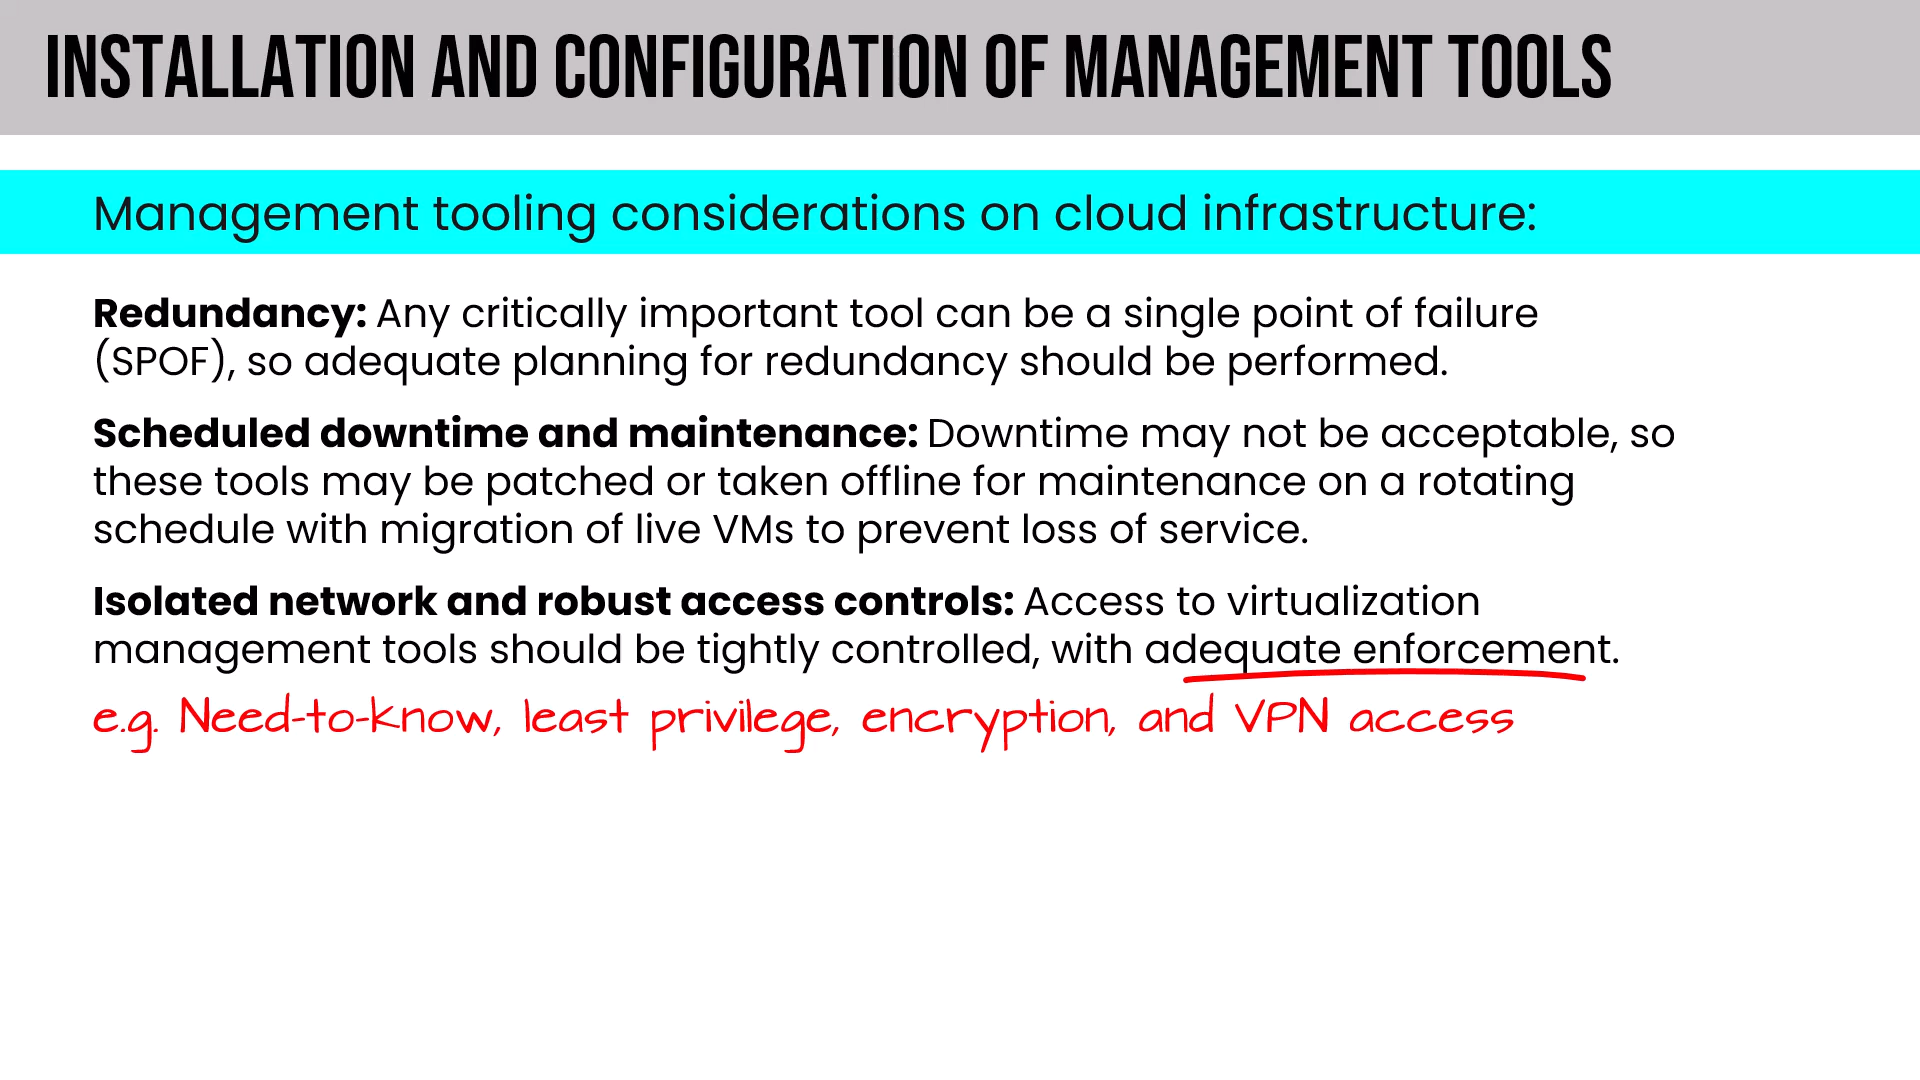 INSTALLATION AND CONFIGURATION OF MANAGEMENT TOOLS
Management tooling considerations on cloud infrastructure:
Redundancy: Any critically important tool can be a single point of failure
(SPOF), so adequate planning for redundancy should be performed.
Scheduled downtime and maintenance: Downtime may not be acceptable, so
these tools may be patched or taken offline for maintenance on a rotating
schedule with migration of live VMs to prevent loss of service.
Isolated network and robust access controls: Access to virtualization
management tools should be tightly controlled, with adequate enforcement.
e.g. Need-to-know, least privilege, encryption, and VPN access